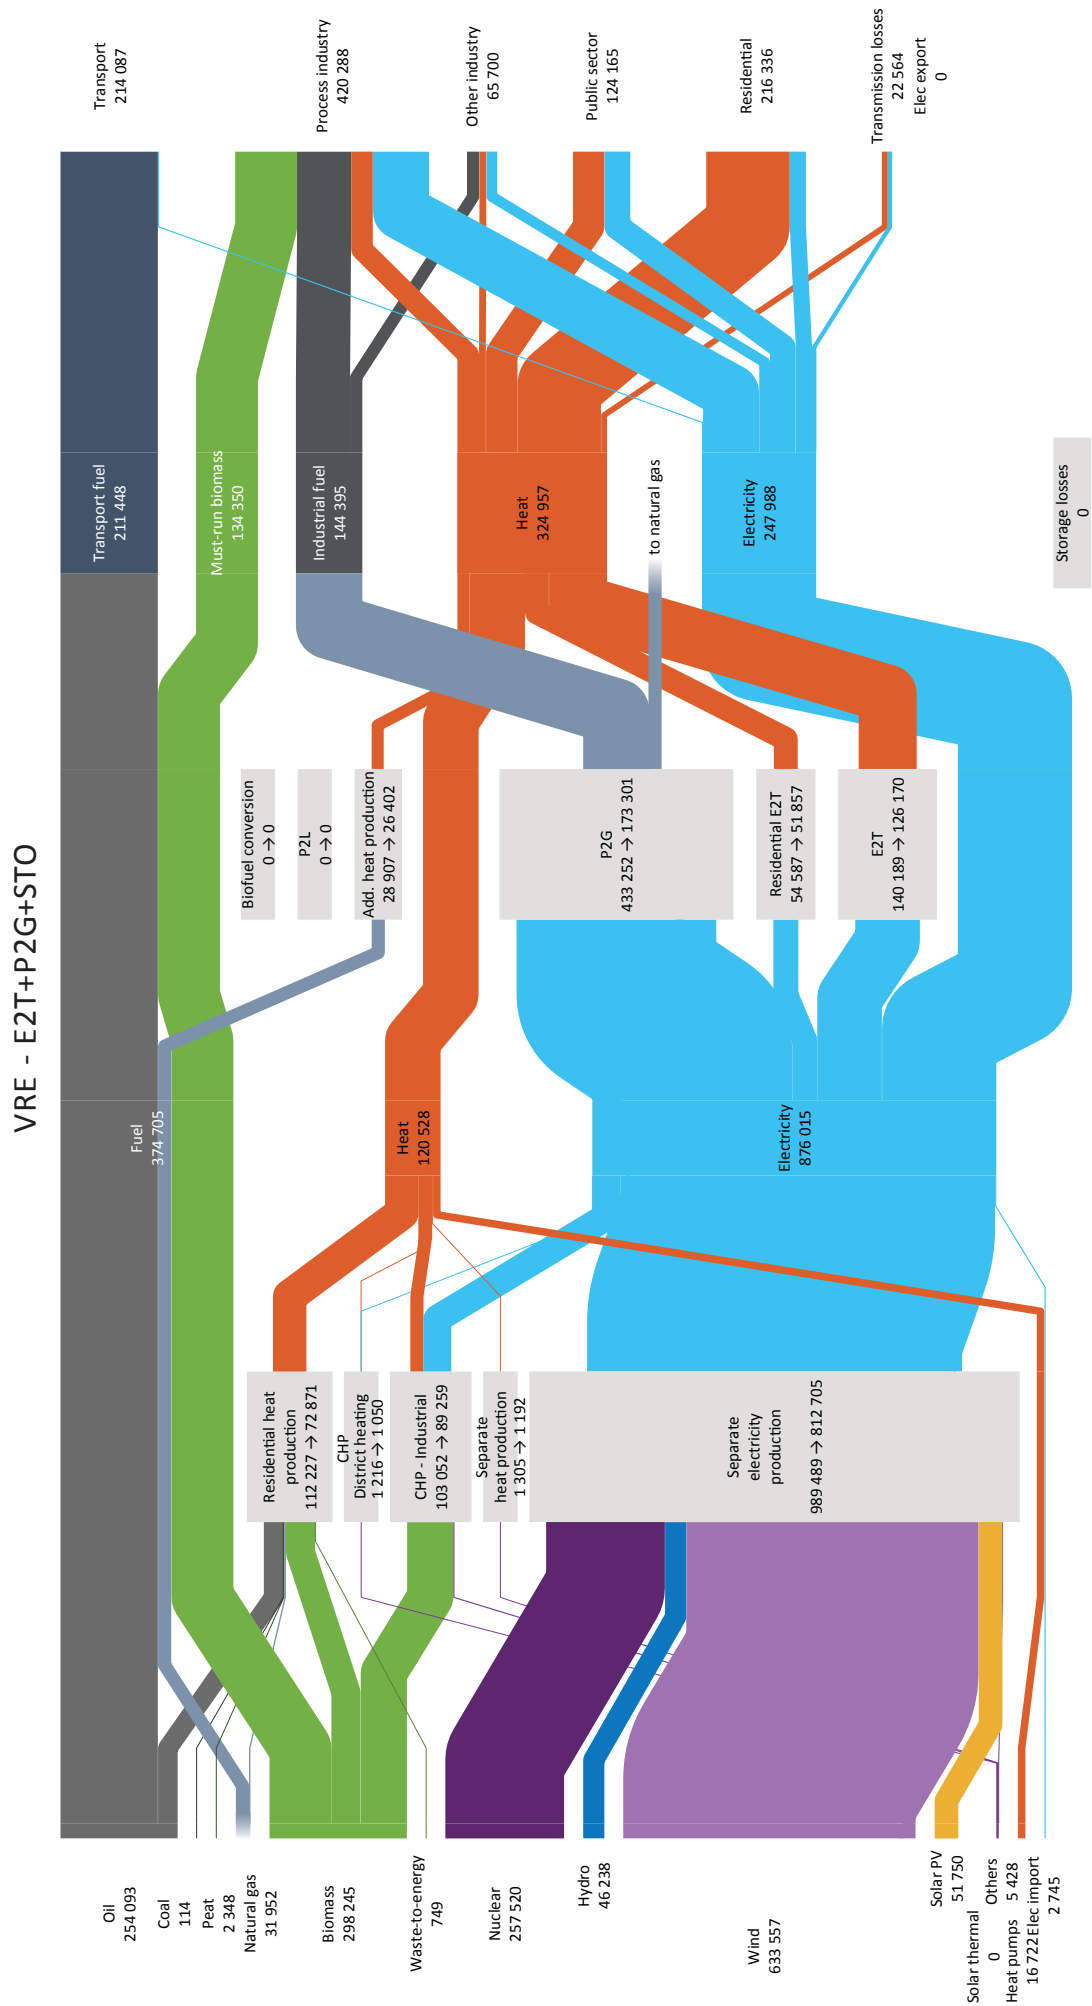 VRE - E2T+P2G+STO
Oil
254 093
Coal
114
Peat
2 348
Natural gas
31 952
Biomass
298 245
Waste-to-energy
749
Nuclear
257 520
Hydro
46 238
Wind
633 557
Solar PV
51 750
Solar thermal
0
Others
5 428
Heat pumps
16 722
Elec import
2 745
Residential heat
production
112 227 → 72 871
CHP
District heating
1 216 → 1 050
CHP - Industrial
103 052 → 89 259
Separate
heat production
1 305 → 1 192
Separate
electricity
production
989 489 → 812 705
Fuel
374 705
Heat
120 528
Electricity
876 015
Biofuel conversion
0 → 0
P2L
0 → 0
Add. heat production
28 907 → 26 402
P2G
433 252 → 173 301
Residential E2T
54 587 → 51 857
E2T
140 189 → 126 170
Transport fuel
211 448
Must-run biomass
134 350
Industrial fuel
144 395
Heat
324 957
to natural gas
Electricity
247 988
Storage losses
0
Transport
214 087
Process industry
420 288
Other industry
65 700
Public sector
124 165
Residential
216 336
Transmission losses
22 564
Elec export
0